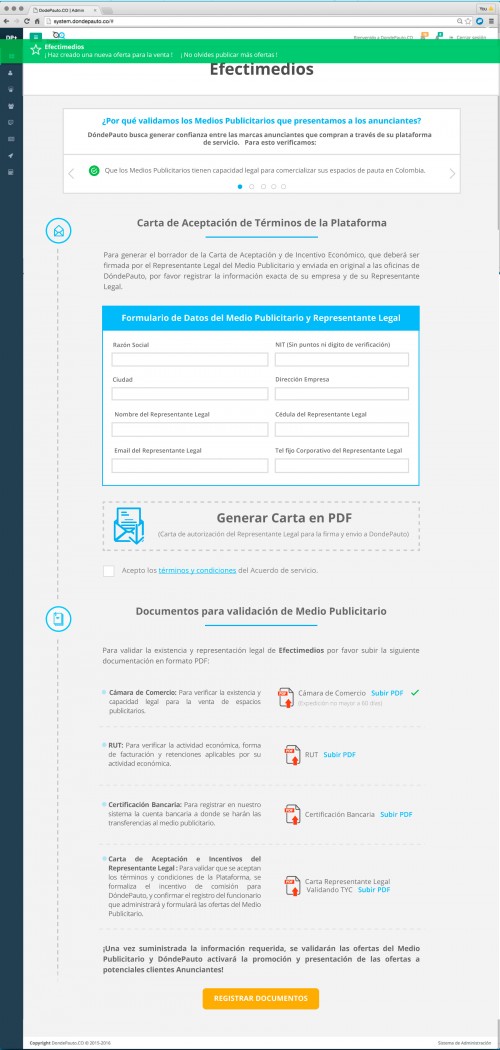 DondePauto.CO | Admin
You
system.dondepauto.co/#
DP+
Bienvenido a DondePauto.CO
Cerrar sesión
Efectimedios
¡ Haz creado una nueva oferta para la venta ! ¡ No olvides publicar más ofertas !
Efectimedios
¿Por qué validamos los Medios Publicitarios que presentamos a los anunciantes?
DóndePauto busca generar confianza entre las marcas anunciantes que compran a través de su plataforma
de servicio. Para esto verificamos:
Que los Medios Publicitarios tienen capacidad legal para comercializar sus espacios de pauta en Colombia.
Carta de Aceptación de Términos de la Plataforma
Para generar el borrador de la Carta de Aceptación y de Incentivo Económico, que deberá ser
firmada por el Representante Legal del Medio Publicitario y enviada en original a las oficinas de
DóndePauto, por favor registrar la información exacta de su empresa y de su Representante
Legal.
Formulario de Datos del Medio Publicitario y Representante Legal
Razón Social
NIT (Sin puntos ni digito de verificación)
Ciudad
Dirección Empresa
Nombre del Representante Legal
Cédula del Representante Legal
Email del Representante Legal
Tel fijo Corporativo del Representante Legal
Generar Carta en PDF
(Carta de autorización del Representante Legal para la firma y envio a DondePauto)
Acepto los términos y condiciones del Acuerdo de servicio.
Documentos para validación de Medio Publicitario
Para validar la existencia y representación legal de Efectimedios por favor subir la siguiente
documentación en formato PDF:
Cámara de Comercio: Para verificar la existencia y
capacidad legal para la venta de espacios
publicitarios.
PDF
Cámara de Comercio Subir PDF
(Expedición no mayor a 60 días)
RUT: Para verificar la actividad económica, forma
de facturación y retenciones aplicables por su
actividad económica.
PDF
RUT Subir PDF
Certificación Bancaria: Para registrar en nuestro
sistema la cuenta bancaria a donde se harán las
transferencias al medio publicitario.
PDF
Certificación Bancaria Subir PDF
Carta de Aceptación e Incentivos del
Representante Legal : Para validar que se aceptan
los términos y condiciones de la Plataforma, se
formaliza el incentivo de comisión para
DóndePauto, y confirmar el registro del funcionario
que administrará y formulará las ofertas del Medio
Publicitario.
PDF
Carta Representante Legal
Validando TYC Subir PDF
¡Una vez suministrada la información requerida, se validarán las ofertas del Medio
Publicitario y DóndePauto activará la promoción y presentación de las ofertas a
potenciales clientes Anunciantes!
REGISTRAR DOCUMENTOS
Copyright DondePauto.CO © 2015-2016
Sistema de Administración